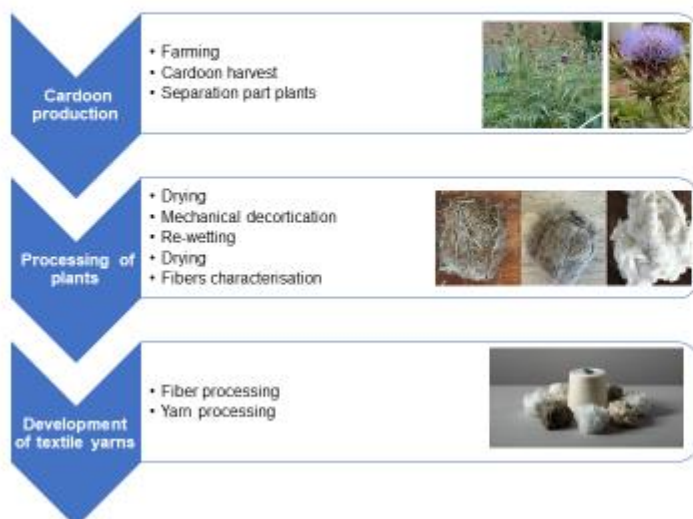 Cardoon
production
• Farming
• Cardoon harvest
• Separation part plants
Processing of
plants
• Drying
• Mechanical decortication
• Re-wetting
• Drying
• Fibers characterisation
Development
of textile yarns
• Fiber processing
• Yarn processing